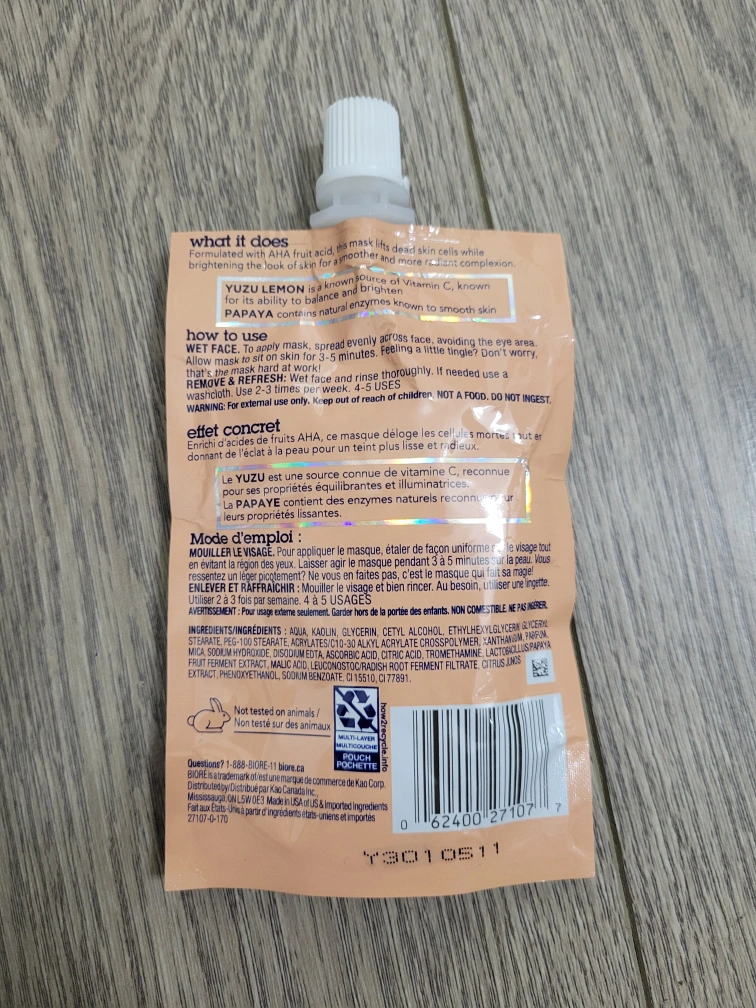 what it does
Formulated with AHA fruit acid, this mask lifts dead skin cells while
brightening the look of skin for a smoother and more radiant complexion.
YUZU LEMON is a known source of Vitamin C, known
for its ability to balance and brighten
PAPAYA contains natural enzymes known to smooth skin
how to use
WET FACE. To apply mask, spread evenly across face, avoiding the eye area.
Allow mask to sit on skin for 3-5 minutes. Feeling a little tingle? Don't worry,
that's the mask hard at work!
REMOVE & REFRESH: Wet face and rinse thoroughly. If needed use a
washcloth. Use 2-3 times per week. 4-5 USES
WARNING: For external use only. Keep out of reach of children. NOT A FOOD. DO NOT INGEST.
effet concret
Enrichi d'acides de fruits AHA, ce masque déloge les cellules mortes tout en
donnant de l'éclat à la peau pour un teint plus lisse et radieux.
Le YUZU est une source connue de vitamine C, reconnue
pour ses propriétés équilibrantes et illuminatrices.
La PAPAYE contient des enzymes naturels reconnus pour
leurs propriétés lissantes.
Mode d'emploi :
MOUILLER LE VISAGE. Pour appliquer le masque, étaler de façon uniforme sur le visage tout
en évitant la région des yeux. Laisser agir le masque pendant 3 à 5 minutes sur la peau. Vous
ressentez un léger picotement? Ne vous en faites pas, c'est le masque qui fait sa magie!
ENLEVER ET RAFFRAÎCHIR : Mouiller le visage et bien rincer. Au besoin, utiliser une lingette.
Utiliser 2 à 3 fois par semaine. 4 à 5 USAGES
AVERTISSEMENT : Pour usage externe seulement. Garder hors de la portée des enfants. NON COMESTIBLE. NE PAS INGÉRER.
INGREDIENTS/INGRÉDIENTS : AQUA, KAOLIN, GLYCERIN, CETYL ALCOHOL, ETHYLHEXYLGLYCERIN, GLYCERYL
STEARATE, PEG-100 STEARATE, ACRYLATES/C10-30 ALKYL ACRYLATE CROSSPOLYMER, XANTHAN GUM, PARFUM,
MICA, SODIUM HYDROXIDE, DISODIUM EDTA, ASCORBIC ACID, CITRIC ACID, TROMETHAMINE, LACTOBACILLUS/PAPAYA
FRUIT FERMENT EXTRACT, MALIC ACID, LEUCONOSTOC/RADISH ROOT FERMENT FILTRATE, CITRUS JUNOS
EXTRACT, PHENOXYETHANOL, SODIUM BENZOATE, CI 15510, CI 77891.
Not tested on animals /
Non testé sur des animaux
MULTI-LAYER
MULTICOUCHE
POUCH
POCHETTE
how2recycle.info
Questions? 1-888-BIORE-11 biore.ca
BIORÉ is a trademark of/est une marque de commerce de Kao Corp.
Distributed by/Distribué par Kao Canada Inc.,
Mississauga, ON L5W 0E3 Made in USA of US & Imported Ingredients
Fait aux États-Unis à partir d'ingrédients états-uniens et importés
27107-0-170
0 62400 27107 7
Y3010511